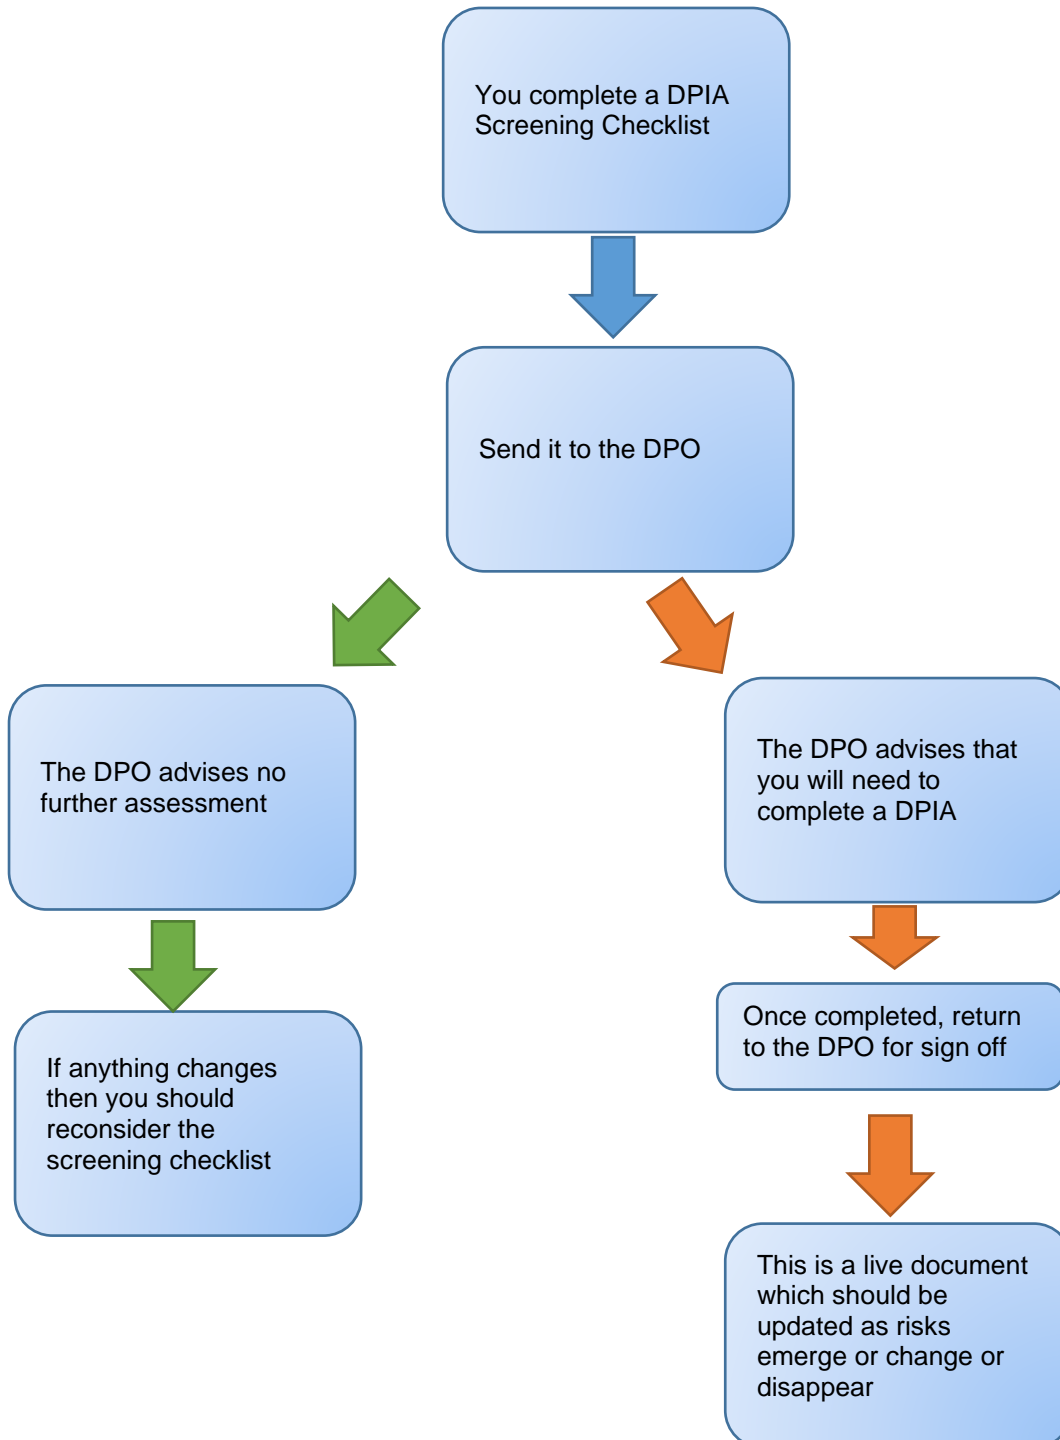 You complete a DPIA
Screening Checklist
Send it to the DPO
The DPO advises no
further assessment
The DPO advises that
you will need to
complete a DPIA
If anything changes
then you should
reconsider the
screening checklist
Once completed, return
to the DPO for sign off
This is a live document
which should be
updated as risks
emerge or change or
disappear